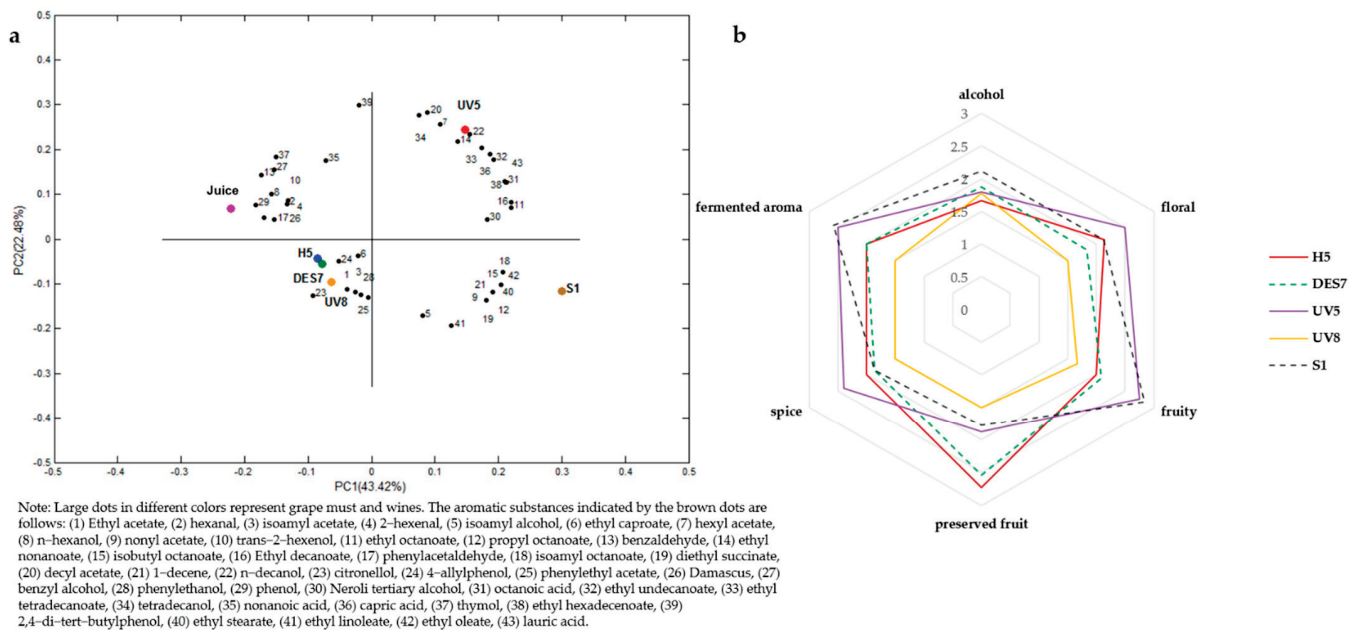 a
0.5
0.4
0.3
0.2
0.1
0
-0.1
-0.2
-0.3
-0.4
-0.5
PC2(22.48%)
-0.5 -0.4 -0.3 -0.2 -0.1 0 0.1 0.2 0.3 0.4 0.5
PC1(43.42%)
39
UV5
20
7
22
34
14
33
32
43
36
38
31
16
11
30
37
27
13
10
35
Juice
8
2
29
4
17
26
H5
24
6
DES7
1
3
28
23
UV8
25
18
15
42
21
40
S1
9
12
5
41
19
Note: Large dots in different colors represent grape must and wines. The aromatic substances indicated by the brown dots are
follows: (1) Ethyl acetate, (2) hexanal, (3) isoamyl acetate, (4) 2–hexenal, (5) isoamyl alcohol, (6) ethyl caproate, (7) hexyl acetate,
(8) n–hexanol, (9) nonyl acetate, (10) trans–2–hexenol, (11) ethyl octanoate, (12) propyl octanoate, (13) benzaldehyde, (14) ethyl
nonanoate, (15) isobutyl octanoate, (16) Ethyl decanoate, (17) phenylacetaldehyde, (18) isoamyl octanoate, (19) diethyl succinate,
(20) decyl acetate, (21) 1–decene, (22) n–decanol, (23) citronellol, (24) 4–allylphenol, (25) phenylethyl acetate, (26) Damascus, (27)
benzyl alcohol, (28) phenylethanol, (29) phenol, (30) Neroli tertiary alcohol, (31) octanoic acid, (32) ethyl undecanoate, (33) ethyl
tetradecanoate, (34) tetradecanol, (35) nonanoic acid, (36) capric acid, (37) thymol, (38) ethyl hexadecenoate, (39)
2,4–di–tert–butylphenol, (40) ethyl stearate, (41) ethyl linoleate, (42) ethyl oleate, (43) lauric acid.
b
alcohol
3
2.5
2
1.5
1
0.5
0
fermented aroma
floral
spice
fruity
preserved fruit
H5
DES7
UV5
UV8
S1